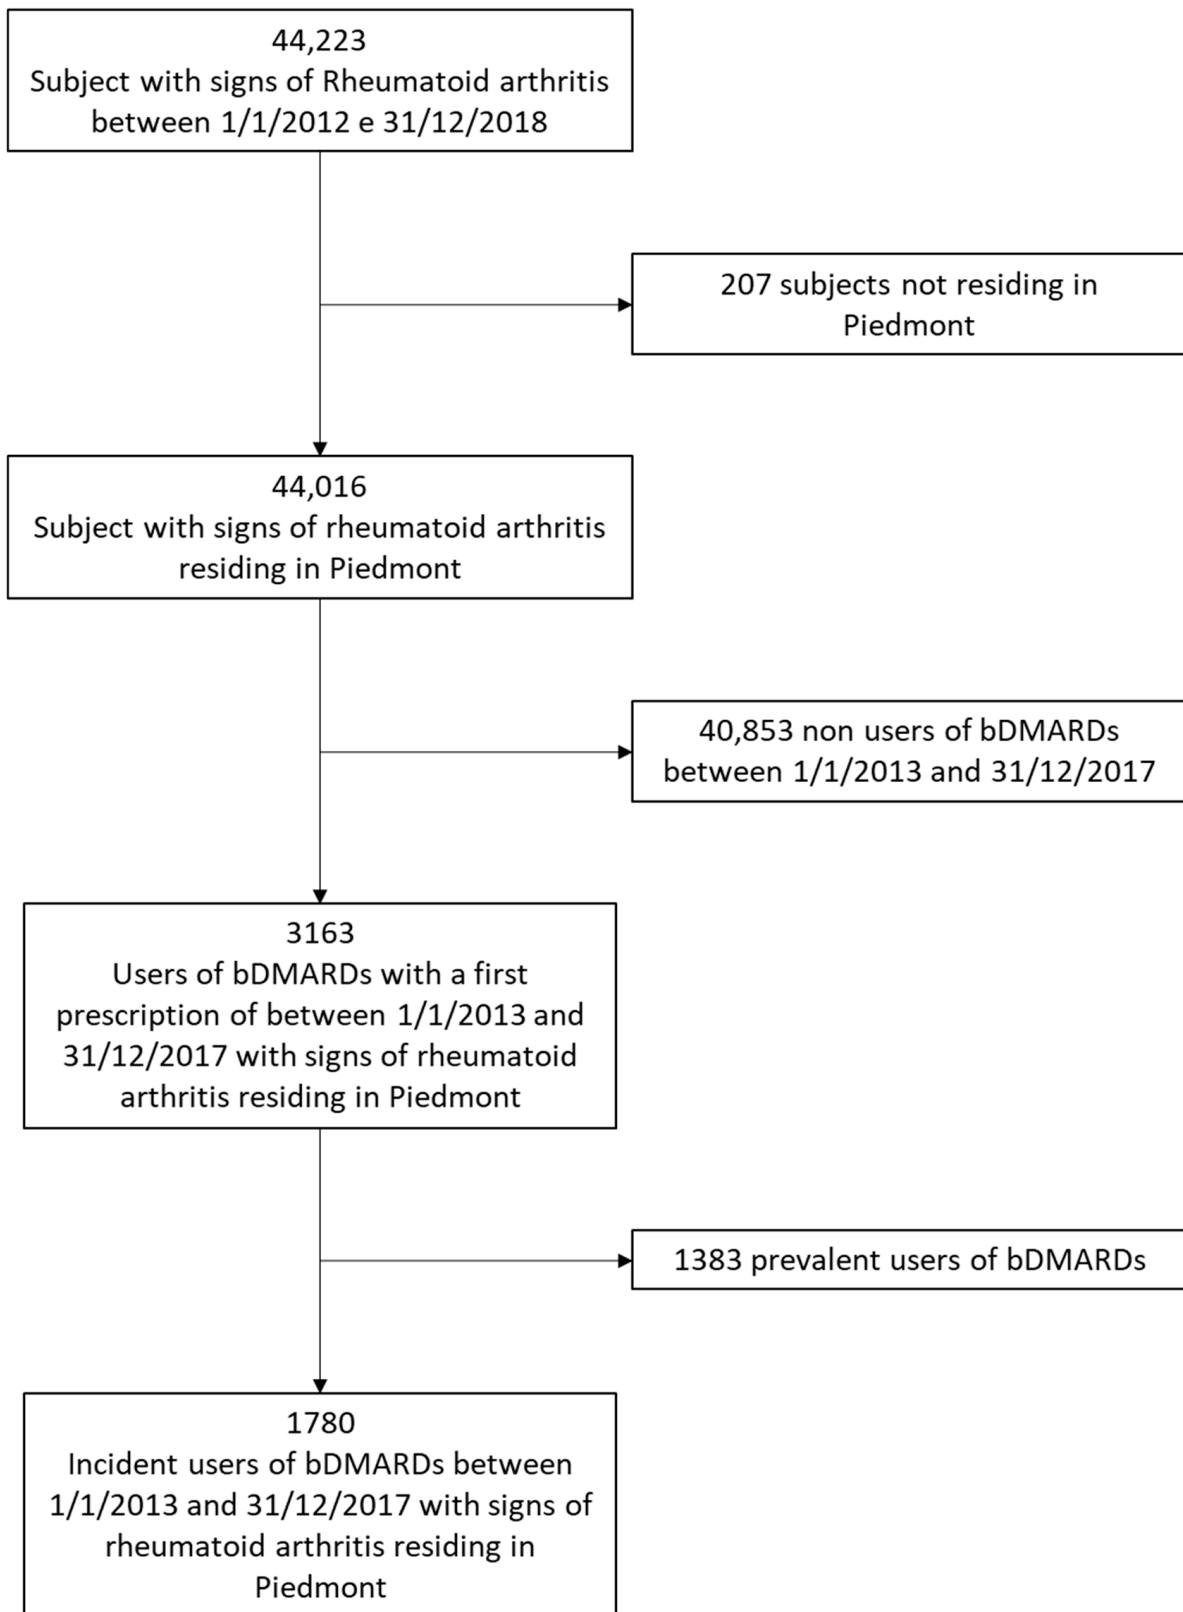 44,223
Subject with signs of Rheumatoid arthritis
between 1/1/2012 e 31/12/2018
207 subjects not residing in
Piedmont
44,016
Subject with signs of rheumatoid arthritis
residing in Piedmont
40,853 non users of bDMARDs
between 1/1/2013 and 31/12/2017
3163
Users of bDMARDs with a first
prescription of between 1/1/2013 and
31/12/2017 with signs of rheumatoid
arthritis residing in Piedmont
1383 prevalent users of bDMARDs
1780
Incident users of bDMARDs between
1/1/2013 and 31/12/2017 with signs of
rheumatoid arthritis residing in
Piedmont